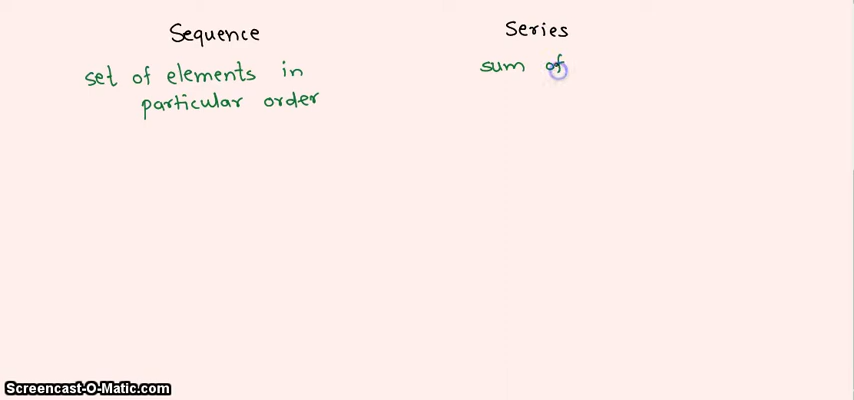 Sequence
Series
set of elements in
particular order
sum of
Screencast-O-Matic.com